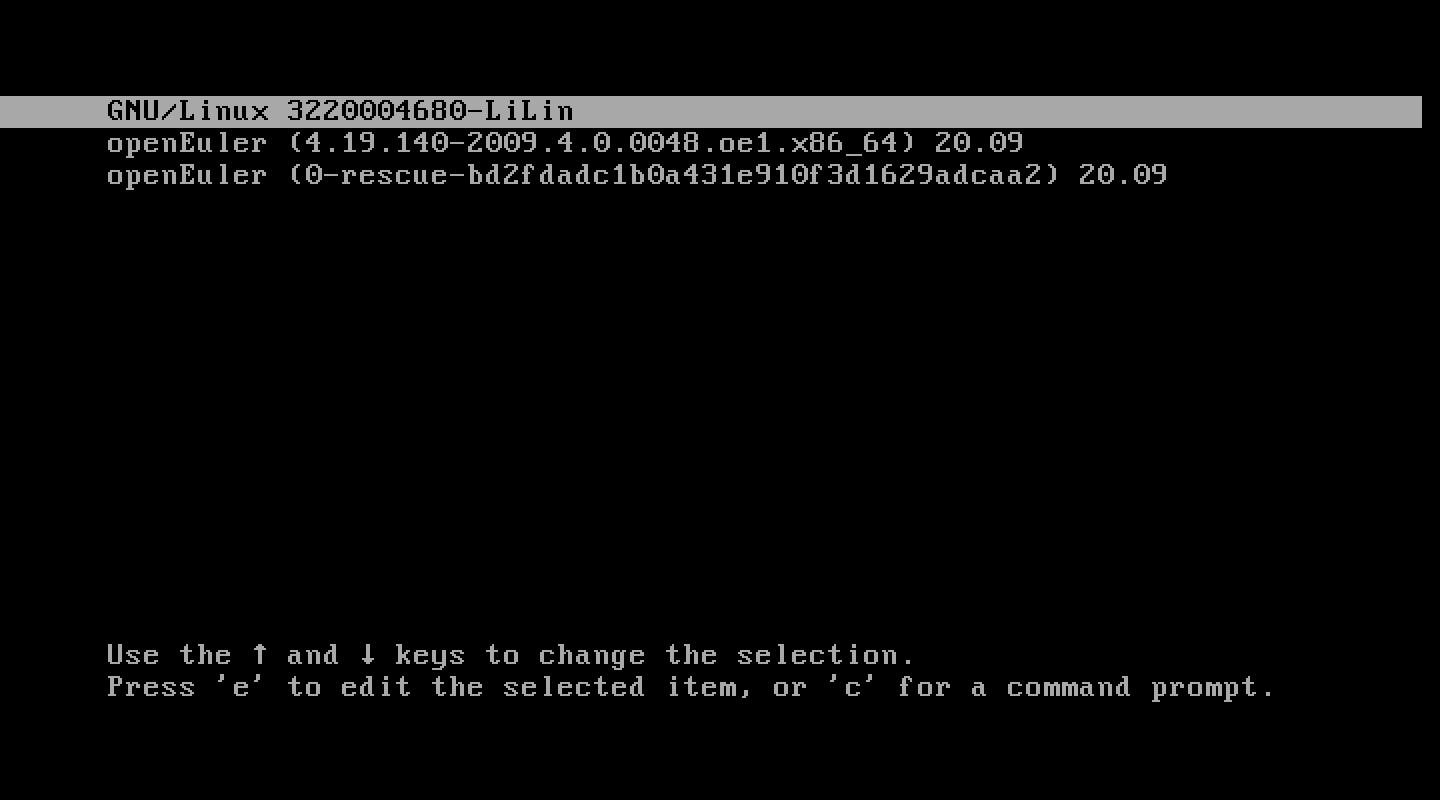 GNU/Linux 3220004680-LiLin
openEuler (4.19.140-2009.4.0.0048.oe1.x86_64) 20.09
openEuler (0-rescue-bd2fdadc1b0a431e910f3d1629adcaa2) 20.09
Use the ↑ and ↓ keys to change the selection.
Press 'e' to edit the selected item, or 'c' for a command prompt.